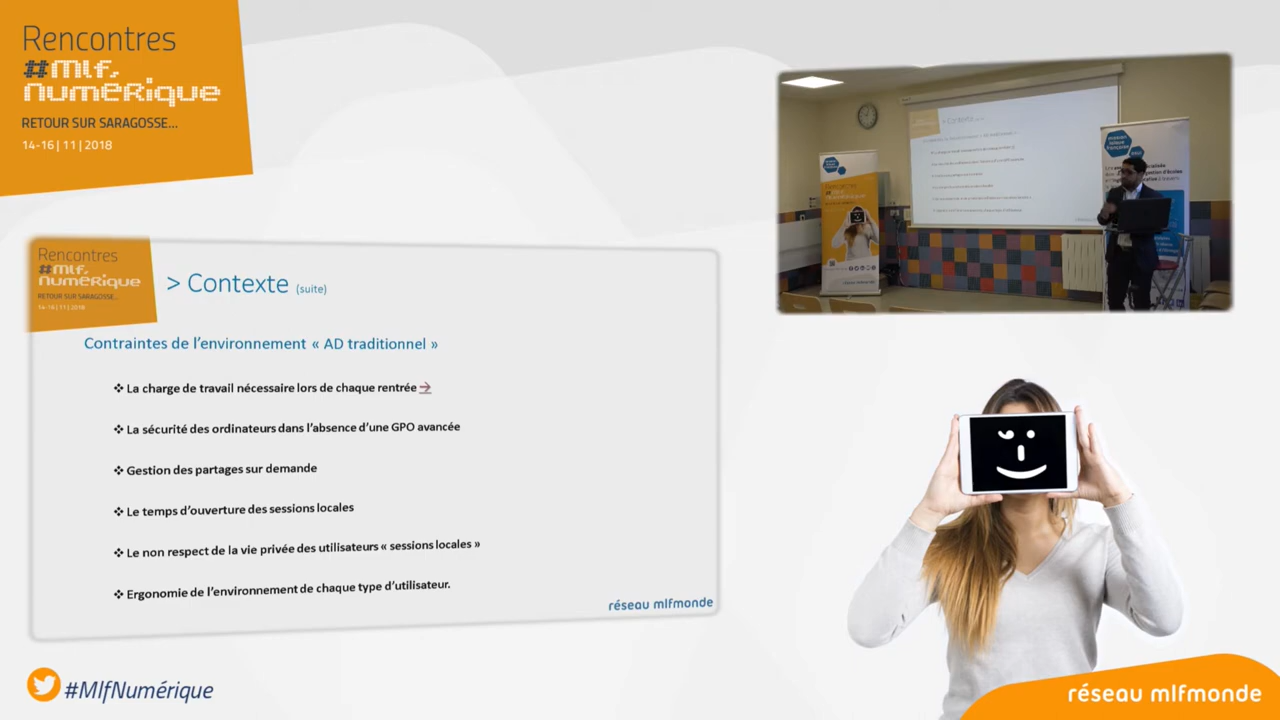 Rencontres
#mlf.
numérique
RETOUR SUR SARAGOSSE...
14-16 | 11 | 2018
Rencontres
#mlf.
numérique
RETOUR SUR SARAGOSSE...
14-16 | 11 | 2018
> Contexte (suite)
Contraintes de l'environnement « AD traditionnel »
❖ La charge de travail nécessaire lors de chaque rentrée →
❖ La sécurité des ordinateurs dans l'absence d'une GPO avancée
❖ Gestion des partages sur demande
❖ Le temps d'ouverture des sessions locales
❖ Le non respect de la vie privée des utilisateurs « sessions locales »
❖ Ergonomie de l'environnement de chaque type d'utilisateur.
réseau mlfmonde
> Contexte
Rencontres
#MlfNumérique
réseau mlfmonde